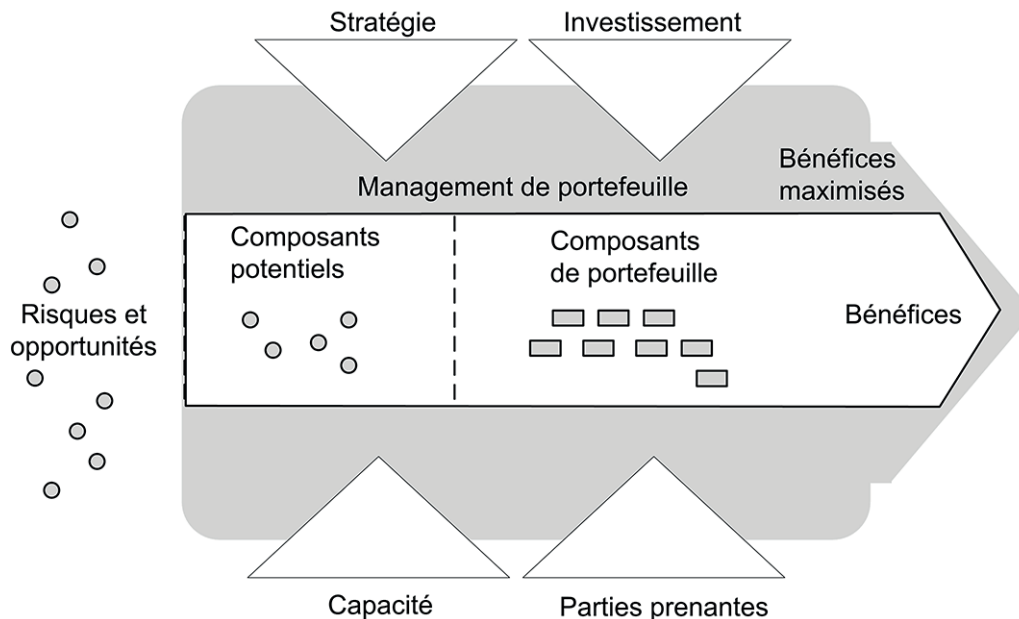 Stratégie
Investissement
Management de portefeuille
Bénéfices
maximisés
Composants
potentiels
Composants
de portefeuille
Risques et
opportunités
Bénéfices
Capacité
Parties prenantes